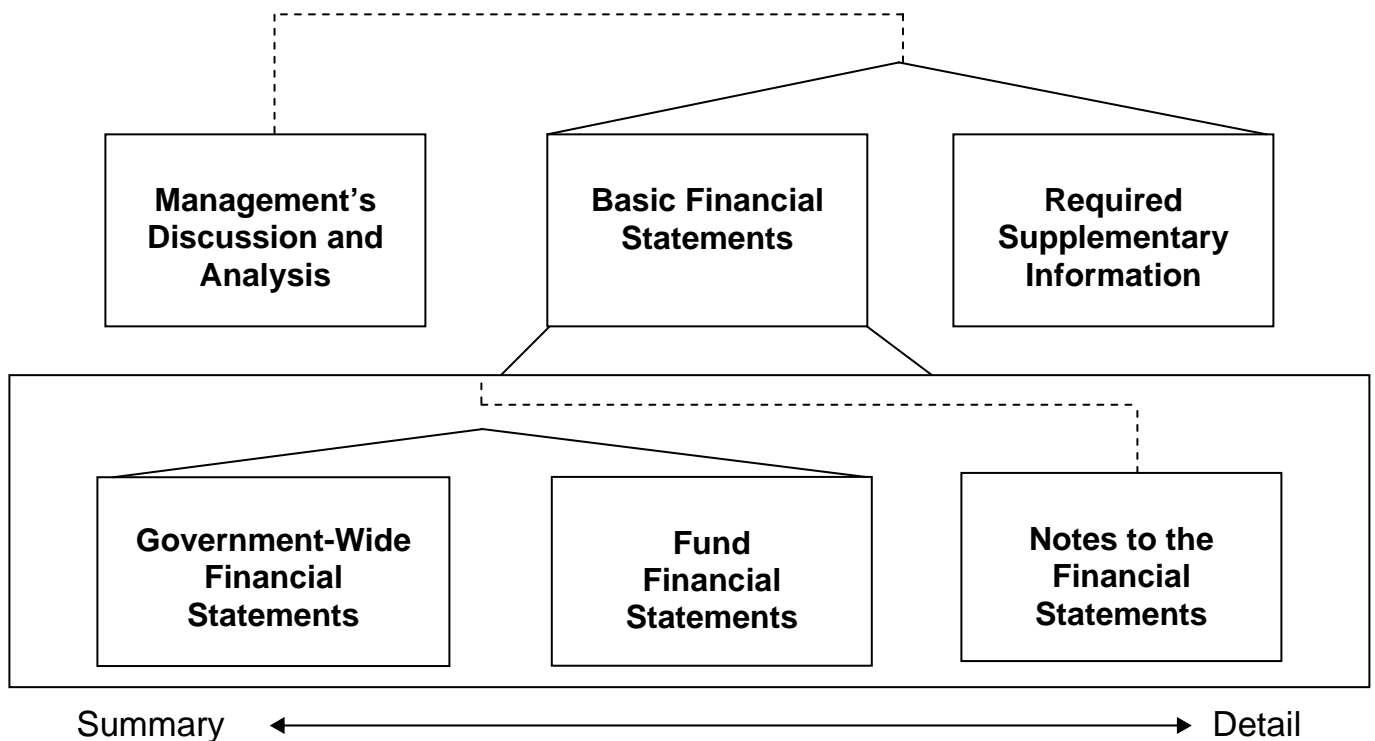 Management’s
Discussion and
Analysis
Basic Financial
Statements
Required
Supplementary
Information
Government-Wide
Financial
Statements
Fund
Financial
Statements
Notes to the
Financial
Statements
Summary
Detail